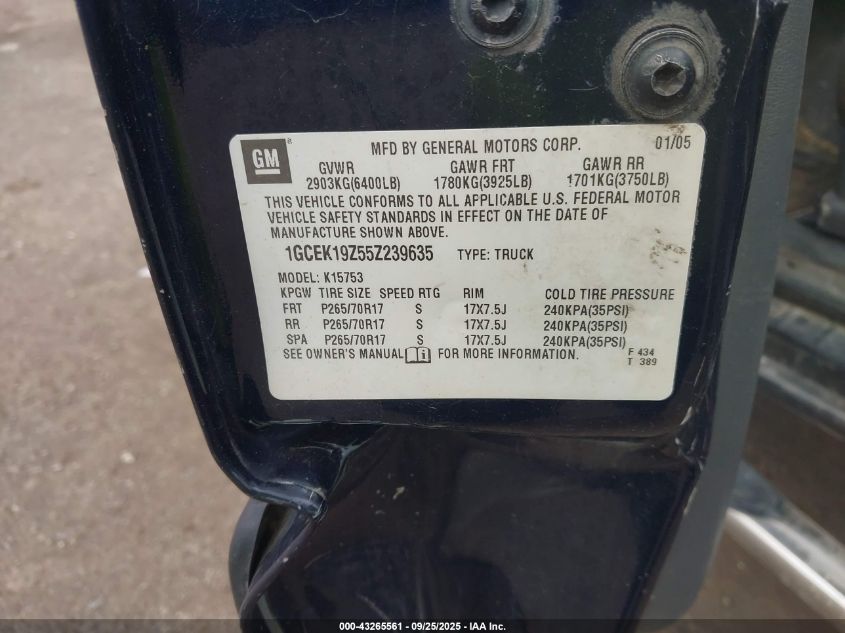 GM ® MFD BY GENERAL MOTORS CORP. 01/05
GVWR GAWR FRT GAWR RR
2903KG(6400LB) 1780KG(3925LB) 1701KG(3750LB)
THIS VEHICLE CONFORMS TO ALL APPLICABLE U.S. FEDERAL MOTOR
VEHICLE SAFETY STANDARDS IN EFFECT ON THE DATE OF
MANUFACTURE SHOWN ABOVE.
1GCEK19Z55Z239635 TYPE: TRUCK
MODEL: K15753
KPGW TIRE SIZE SPEED RTG RIM COLD TIRE PRESSURE
FRT P265/70R17 S 17X7.5J 240KPA(35PSI)
RR P265/70R17 S 17X7.5J 240KPA(35PSI)
SPA P265/70R17 S 17X7.5J 240KPA(35PSI)
SEE OWNER'S MANUAL i FOR MORE INFORMATION. F 434
T 389
000-43265561 - 09/25/2025 - IAA Inc.